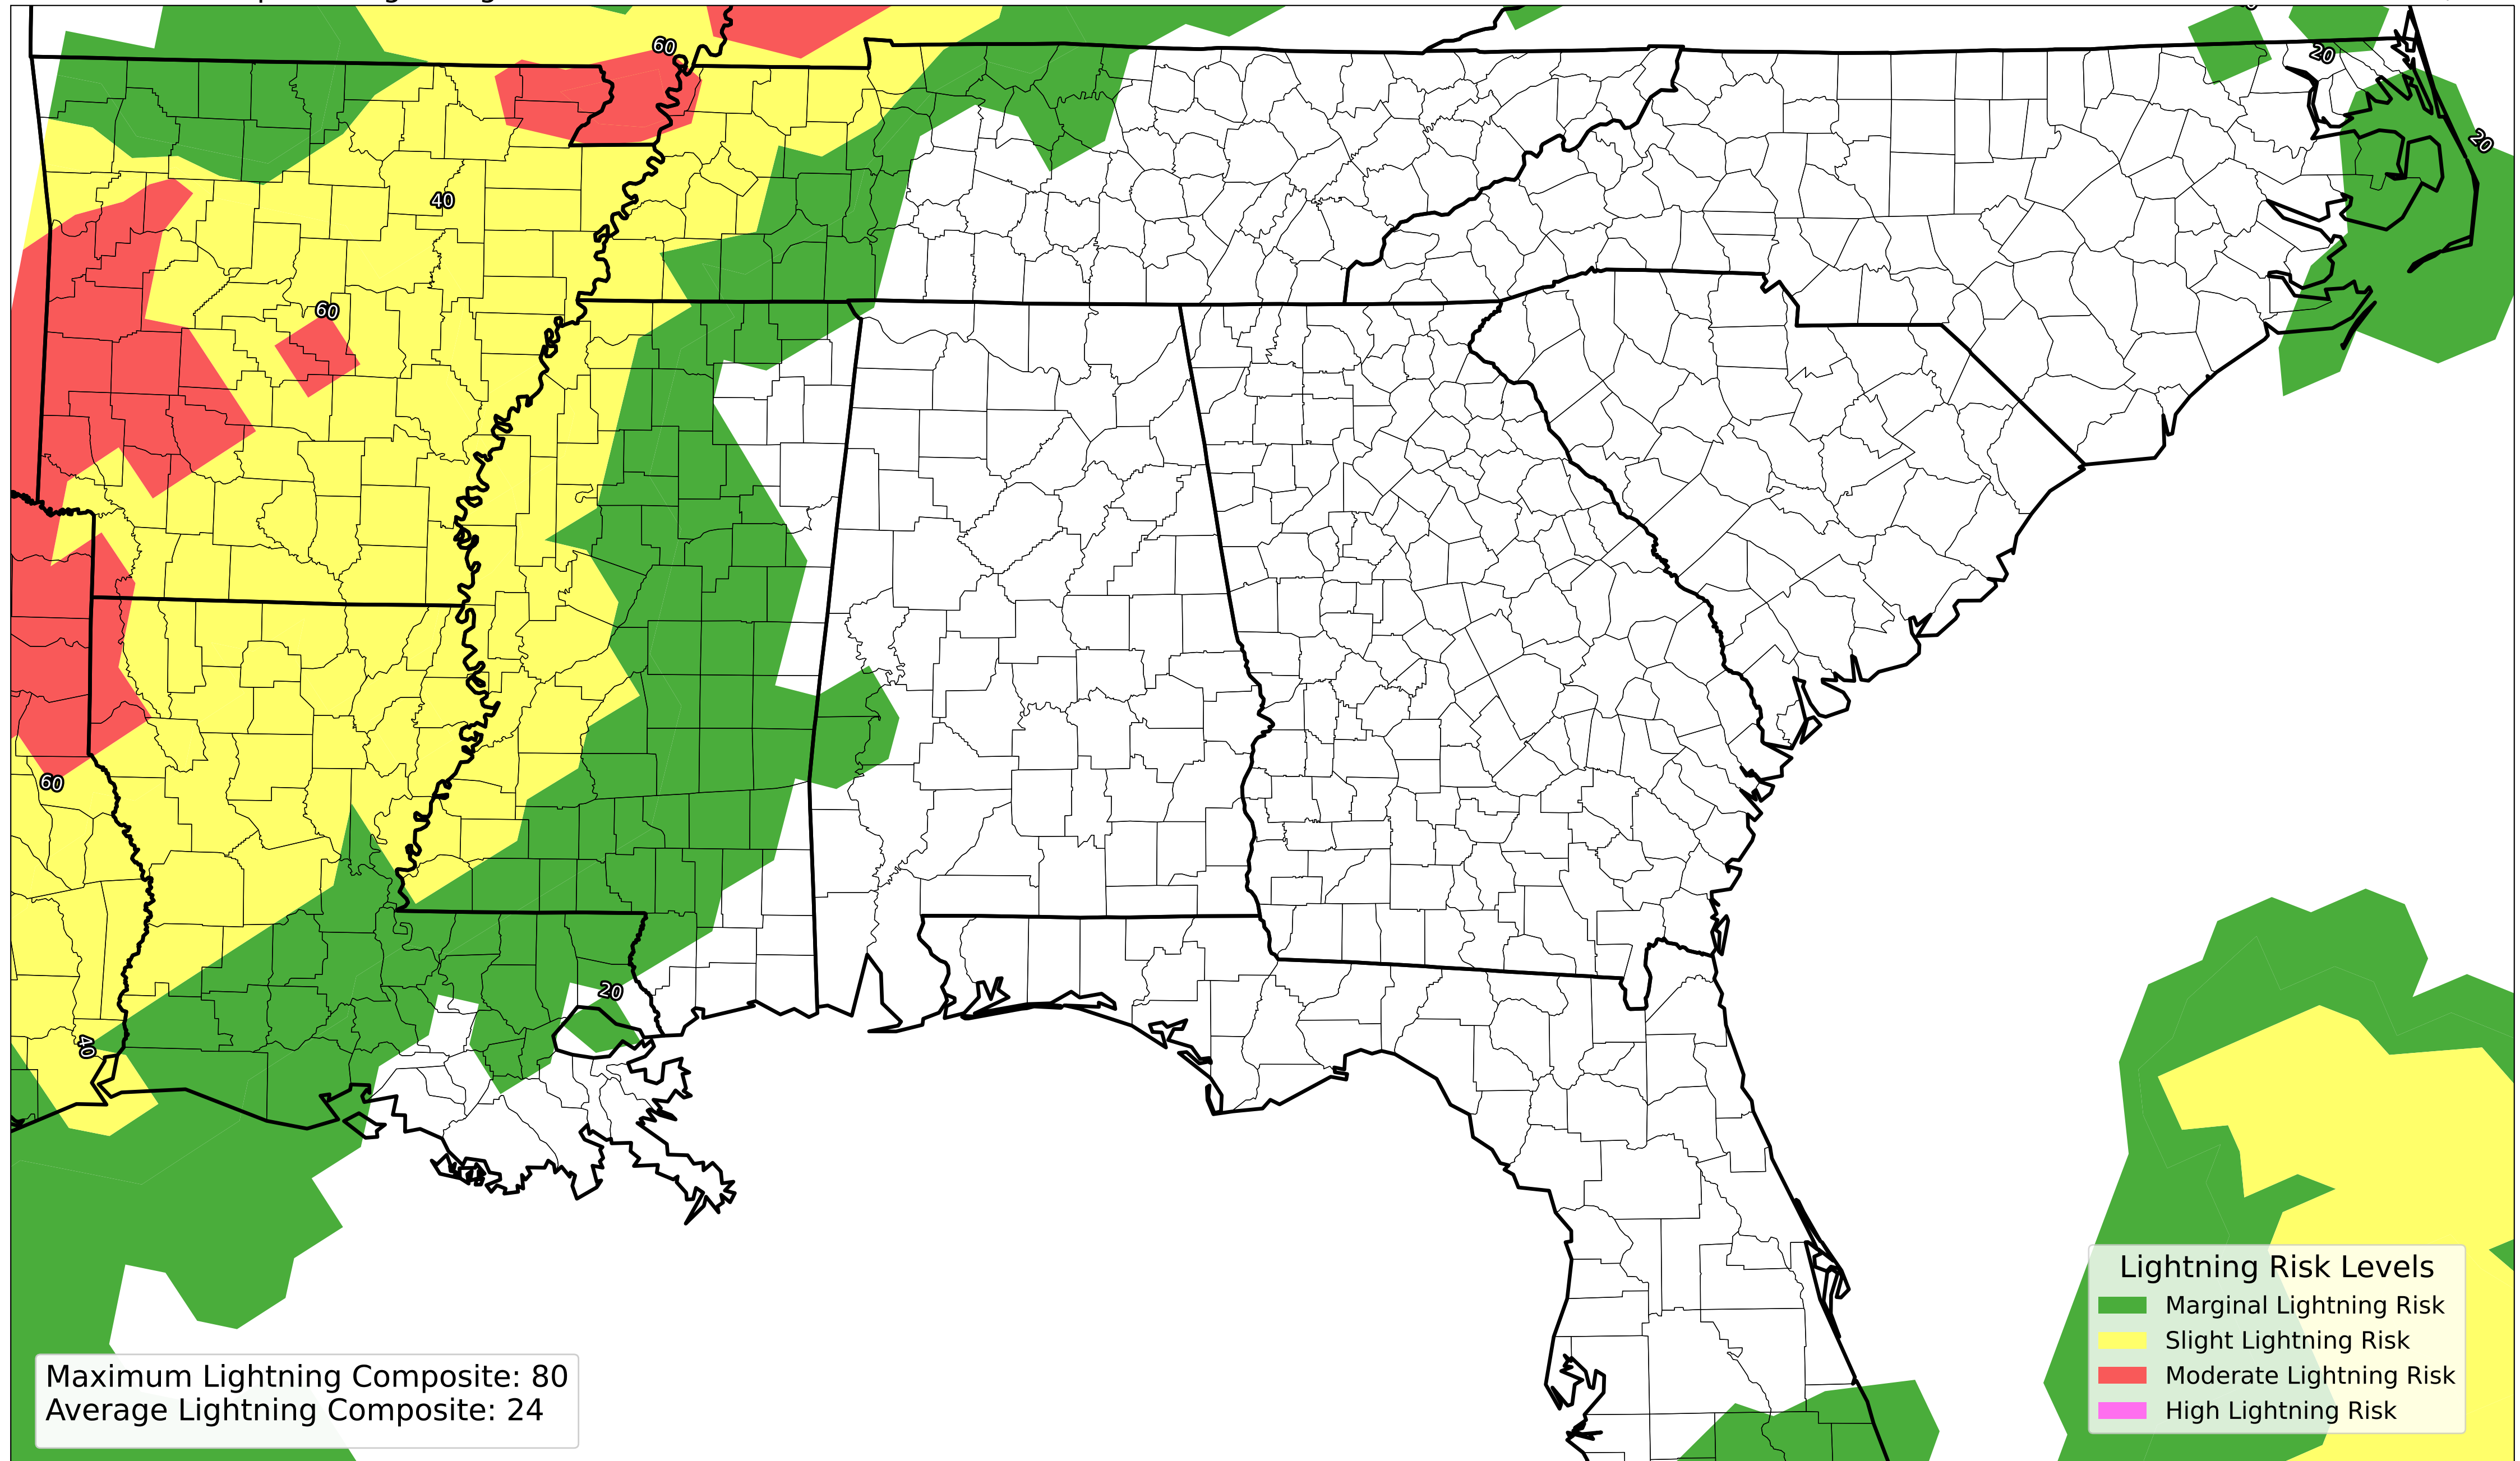 60
20
20
40
60
60
20
40
Lightning Risk Levels
Marginal Lightning Risk
Slight Lightning Risk
Moderate Lightning Risk
High Lightning Risk
Maximum Lightning Composite: 80
Average Lightning Composite: 24